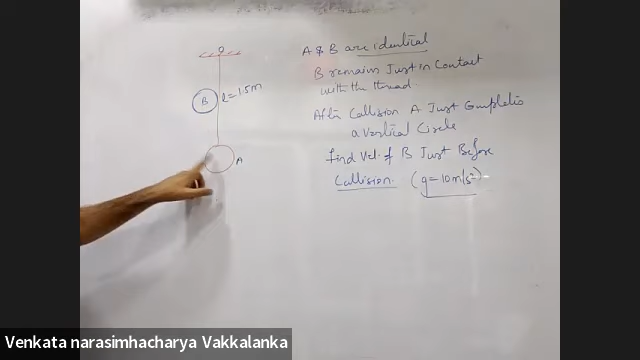 O
A & B are identical
B remains Just in Contact
with the thread.
B
l = 1.5m
After Collision A Just Completes
a Vertical Circle
A
find Vel. of B Just Before
Collision. (g = 10m/s²)
Venkata narasimhacharya Vakkalanka